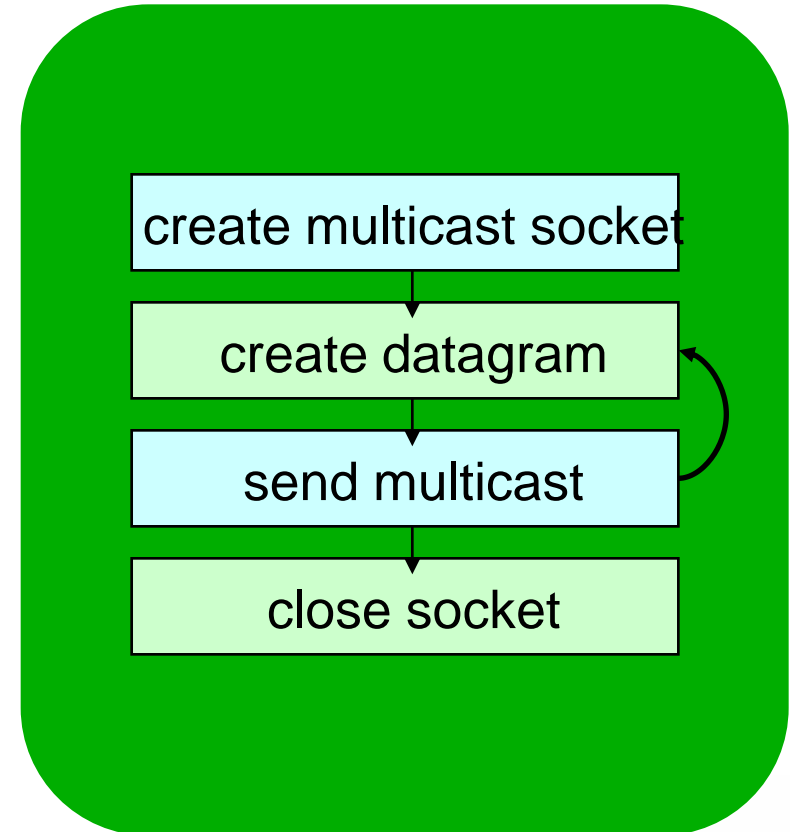 create multicast socket
create datagram
send multicast
close socket